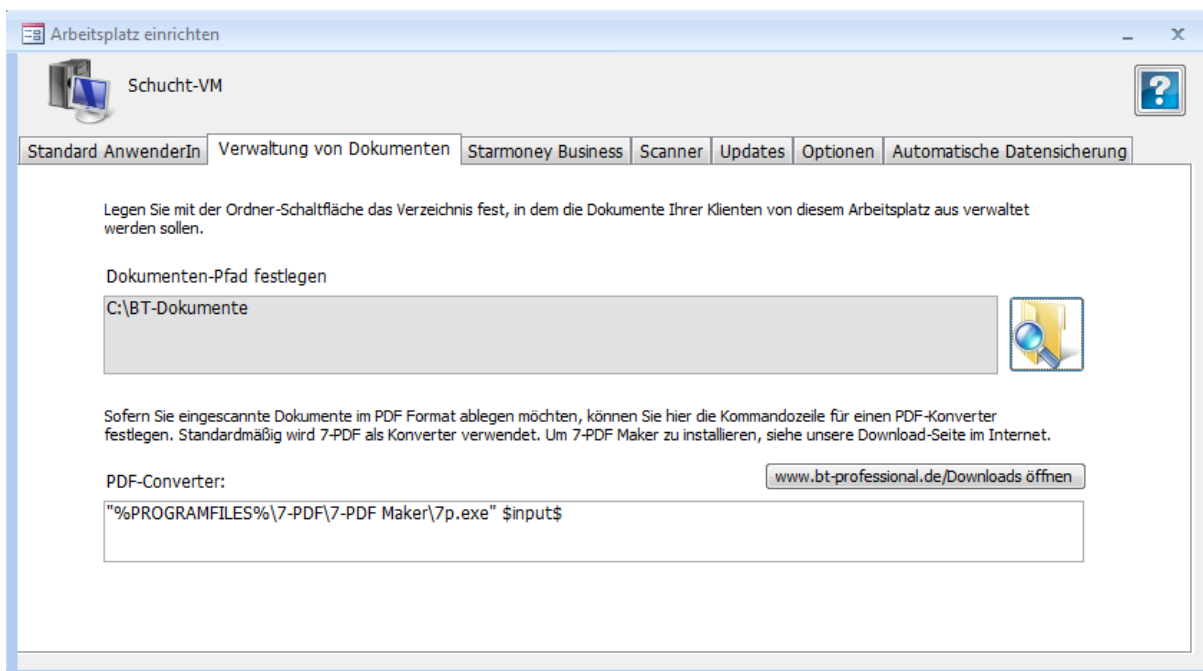 Arbeitsplatz einrichten
Schucht-VM
Standard AnwenderIn Verwaltung von Dokumenten Starmoney Business Scanner Updates Optionen Automatische Datensicherung
Legen Sie mit der Ordner-Schaltfläche das Verzeichnis fest, in dem die Dokumente Ihrer Klienten von diesem Arbeitsplatz aus verwaltet
werden sollen.
Dokumenten-Pfad festlegen
C:\BT-Dokumente
Sofern Sie eingescannte Dokumente im PDF Format ablegen möchten, können Sie hier die Kommandozeile für einen PDF-Konverter
festlegen. Standardmäßig wird 7-PDF als Konverter verwendet. Um 7-PDF Maker zu installieren, siehe unsere Download-Seite im Internet.
www.bt-professional.de/Downloads öffnen
PDF-Converter:
"%PROGRAMFILES%\7-PDF\7-PDF Maker\7p.exe" $input$